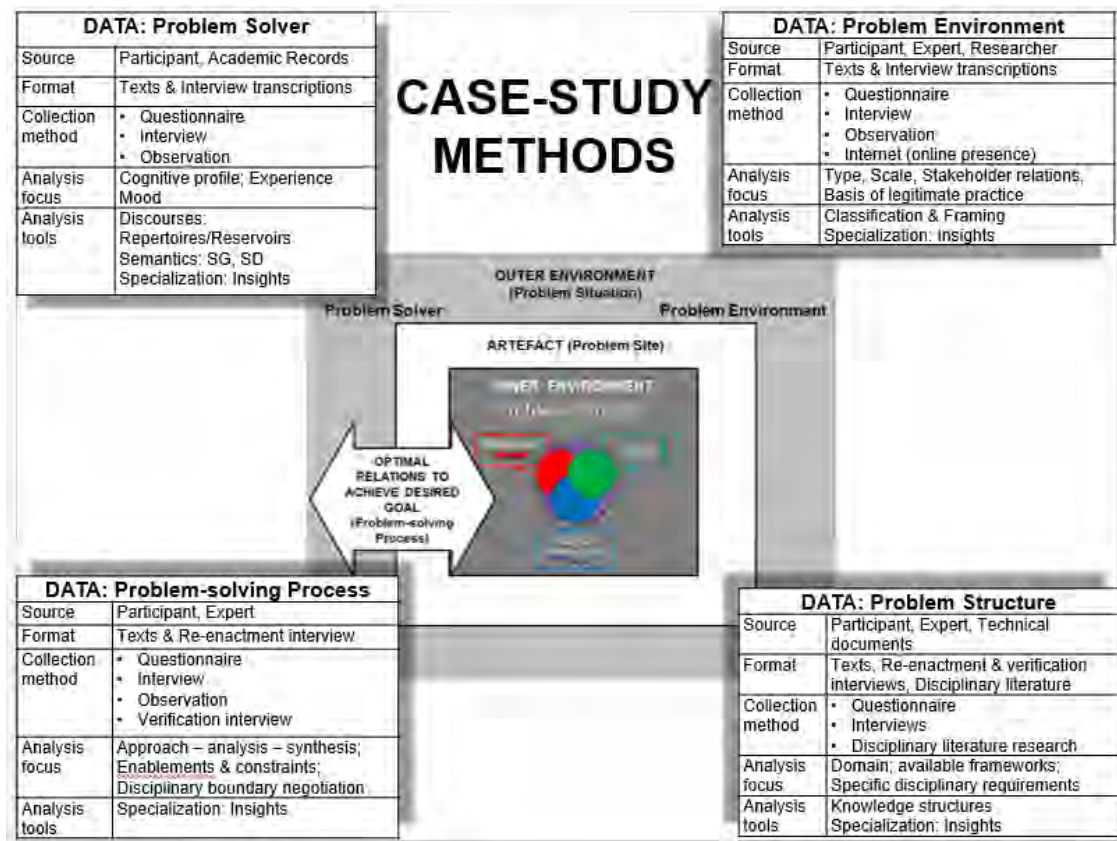 DATA: Problem Solver
Source Participant, Academic Records
Format Texts & Interview transcriptions
Collection method • Questionnaire
• Interview
• Observation
Analysis focus Cognitive profile; Experience
Mood
Analysis tools Discourses:
Repertoires/Reservoirs
Semantics: SG, SD
Specialization: Insights
CASE-STUDY
METHODS
DATA: Problem Environment
Source Participant, Expert, Researcher
Format Texts & Interview transcriptions
Collection method • Questionnaire
• Interview
• Observation
• Internet (online presence)
Analysis focus Type, Scale, Stakeholder relations,
Basis of legitimate practice
Analysis tools Classification & Framing
Specialization: Insights
OUTER ENVIRONMENT
(Problem Situation)
Problem Solver
Problem Environment
ARTEFACT (Problem Site)
INNER ENVIRONMENT
OPTIMAL
RELATIONS TO
ACHIEVE DESIRED
GOAL
(Problem-solving
Process)
DATA: Problem-solving Process
Source Participant, Expert
Format Texts & Re-enactment interview
Collection method • Questionnaire
• Interview
• Observation
• Verification interview
Analysis focus Approach – analysis – synthesis;
Enablements & constraints;
Disciplinary boundary negotiation
Analysis tools Specialization: Insights
DATA: Problem Structure
Source Participant, Expert, Technical
documents
Format Texts, Re-enactment & verification
interviews, Disciplinary literature
Collection method • Questionnaire
• Interviews
• Disciplinary literature research
Analysis focus Domain; available frameworks;
Specific disciplinary requirements
Analysis tools Knowledge structures
Specialization: Insights